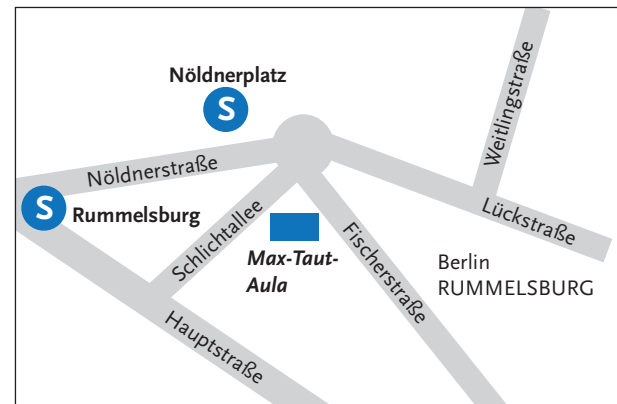 Nöldnerplatz
S
Weitlingstraße
Nöldnerstraße
S
Rummelsburg
Schlichtallee
Fischerstraße
Lückstraße
Max-Taut-
Aula
Berlin
RUMMELSBURG
Hauptstraße